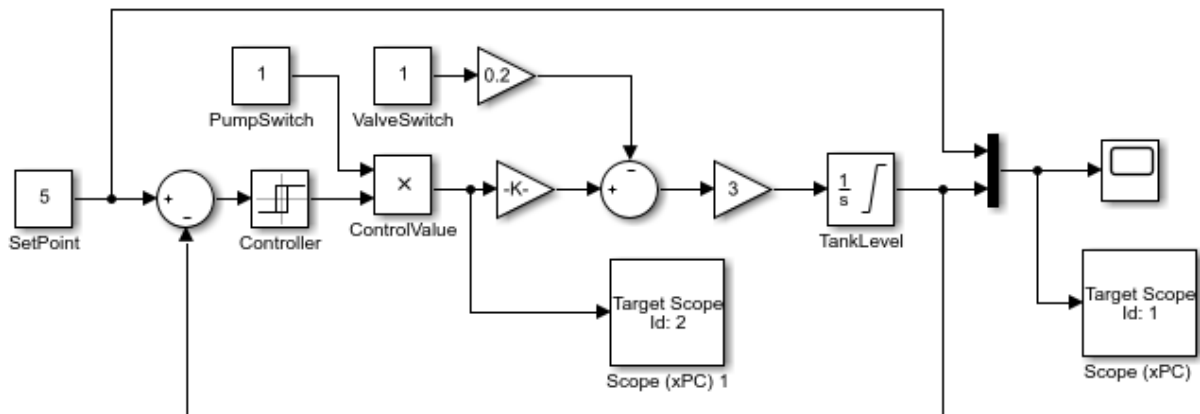 1
PumpSwitch
1
ValveSwitch
0.2
5
SetPoint
+
-
Controller
×
ControlValue
-K-
+
-
3
1
s
TankLevel
Target Scope
Id: 2
Scope (xPC) 1
Target Scope
Id: 1
Scope (xPC)